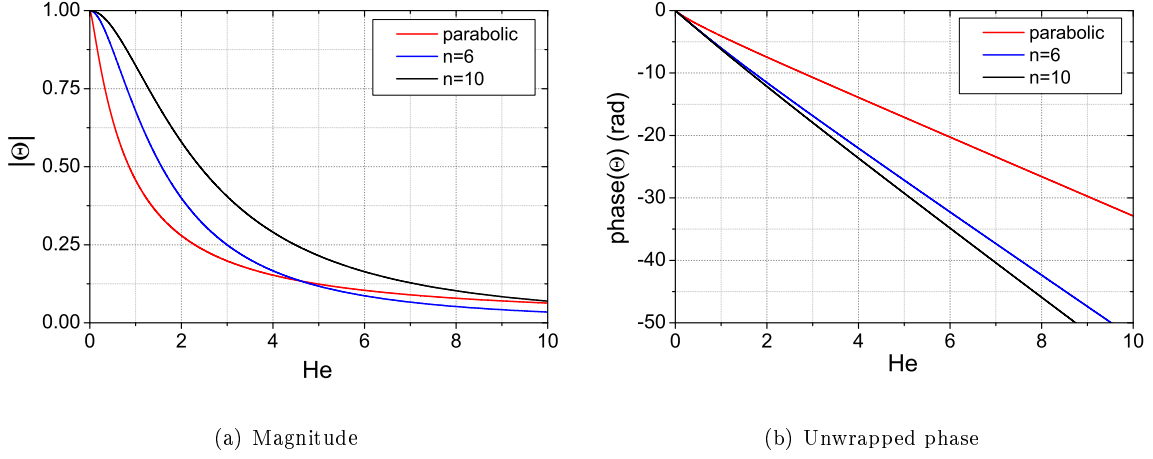 1.00
0.75
0.50
0.25
0.00
|Θ|
0 2 4 6 8 10
He
parabolic
n=6
n=10
(a) Magnitude
0
-10
-20
-30
-40
-50
phase(Θ) (rad)
0 2 4 6 8 10
He
parabolic
n=6
n=10
(b) Unwrapped phase